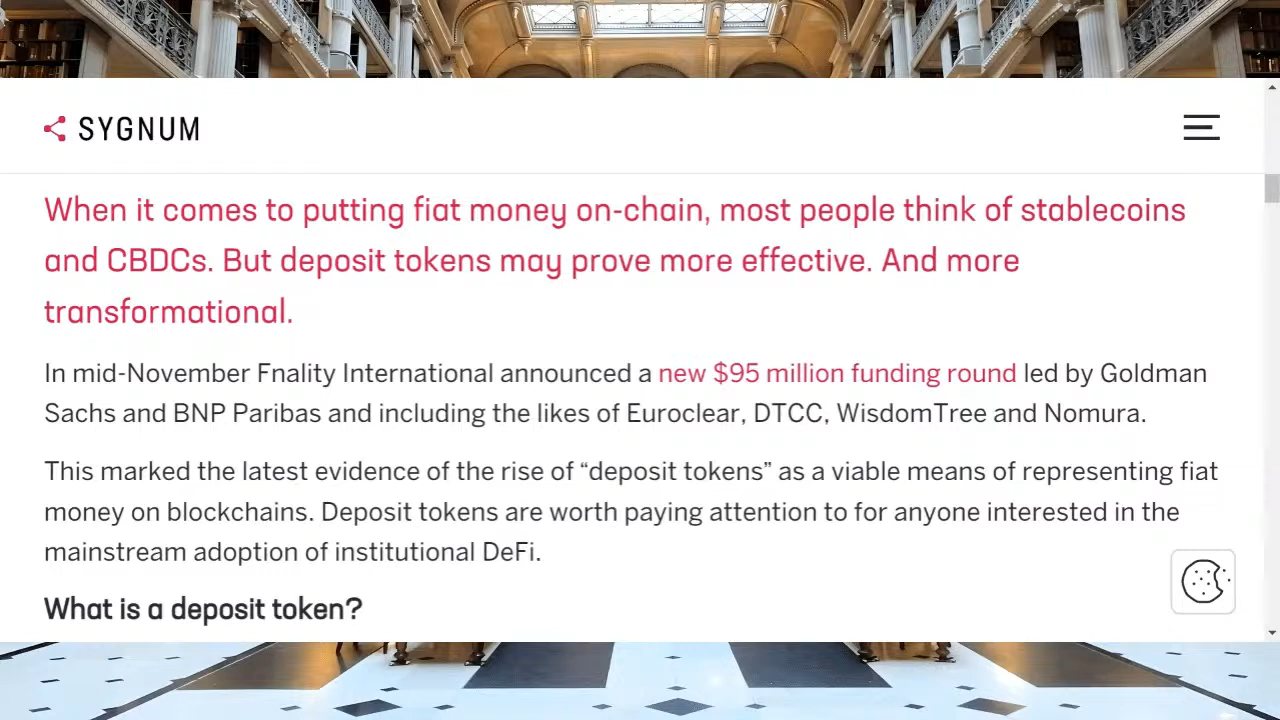 SYGNUM
When it comes to putting fiat money on-chain, most people think of stablecoins
and CBDCs. But deposit tokens may prove more effective. And more
transformational.
In mid-November Fnality International announced a new $95 million funding round led by Goldman
Sachs and BNP Paribas and including the likes of Euroclear, DTCC, WisdomTree and Nomura.
This marked the latest evidence of the rise of “deposit tokens” as a viable means of representing fiat
money on blockchains. Deposit tokens are worth paying attention to for anyone interested in the
mainstream adoption of institutional DeFi.
What is a deposit token?